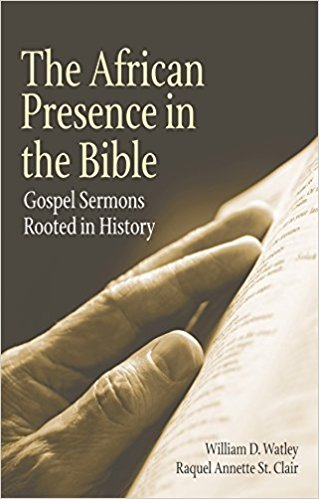 The African
Presence in
the Bible
Gospel Sermons
Rooted in History
William D. Watley
Raquel Annette St. Clair